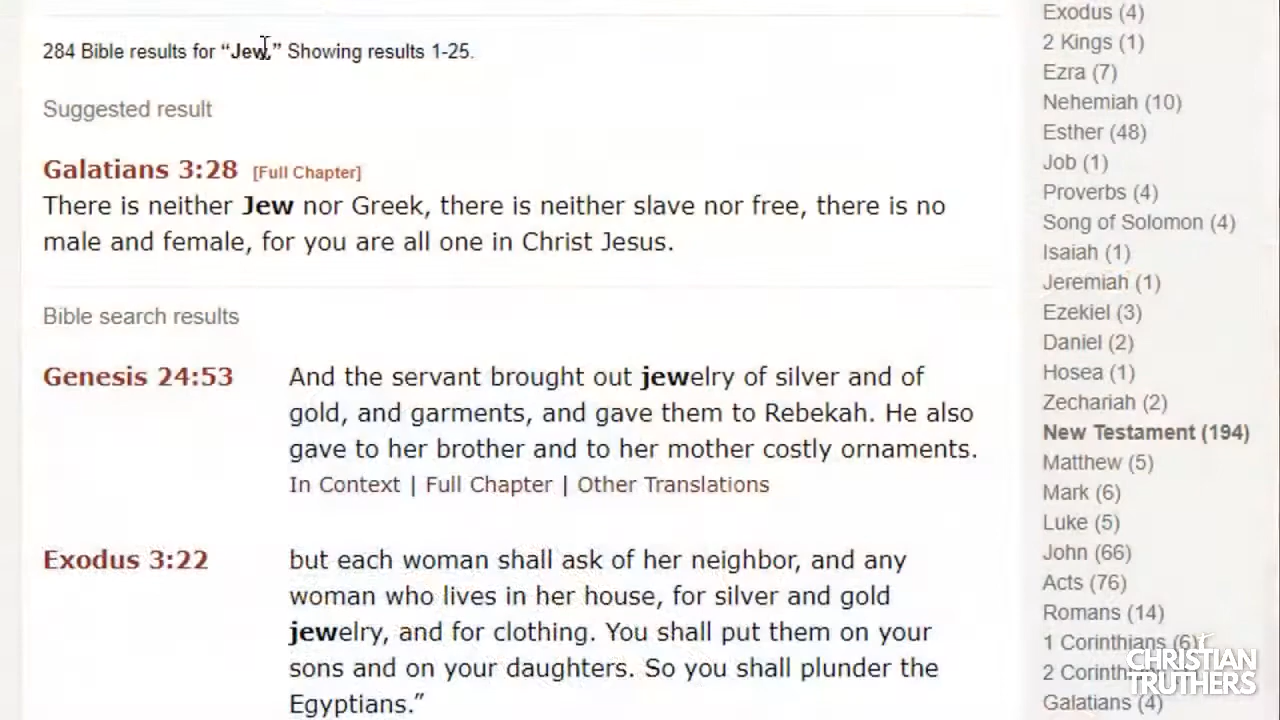 284 Bible results for “Jew.” Showing results 1-25.
Suggested result
Galatians 3:28 [Full Chapter]
There is neither Jew nor Greek, there is neither slave nor free, there is no
male and female, for you are all one in Christ Jesus.
Bible search results
Genesis 24:53
And the servant brought out jewelry of silver and of
gold, and garments, and gave them to Rebekah. He also
gave to her brother and to her mother costly ornaments.
In Context | Full Chapter | Other Translations
Exodus 3:22
but each woman shall ask of her neighbor, and any
woman who lives in her house, for silver and gold
jewelry, and for clothing. You shall put them on your
sons and on your daughters. So you shall plunder the
Egyptians.”
Exodus (4)
2 Kings (1)
Ezra (7)
Nehemiah (10)
Esther (48)
Job (1)
Proverbs (4)
Song of Solomon (4)
Isaiah (1)
Jeremiah (1)
Ezekiel (3)
Daniel (2)
Hosea (1)
Zechariah (2)
New Testament (194)
Matthew (5)
Mark (6)
Luke (5)
John (66)
Acts (76)
Romans (14)
1 Corinthians (6)
2
Galatians (4)
CHRISTIAN
TRUTHERS